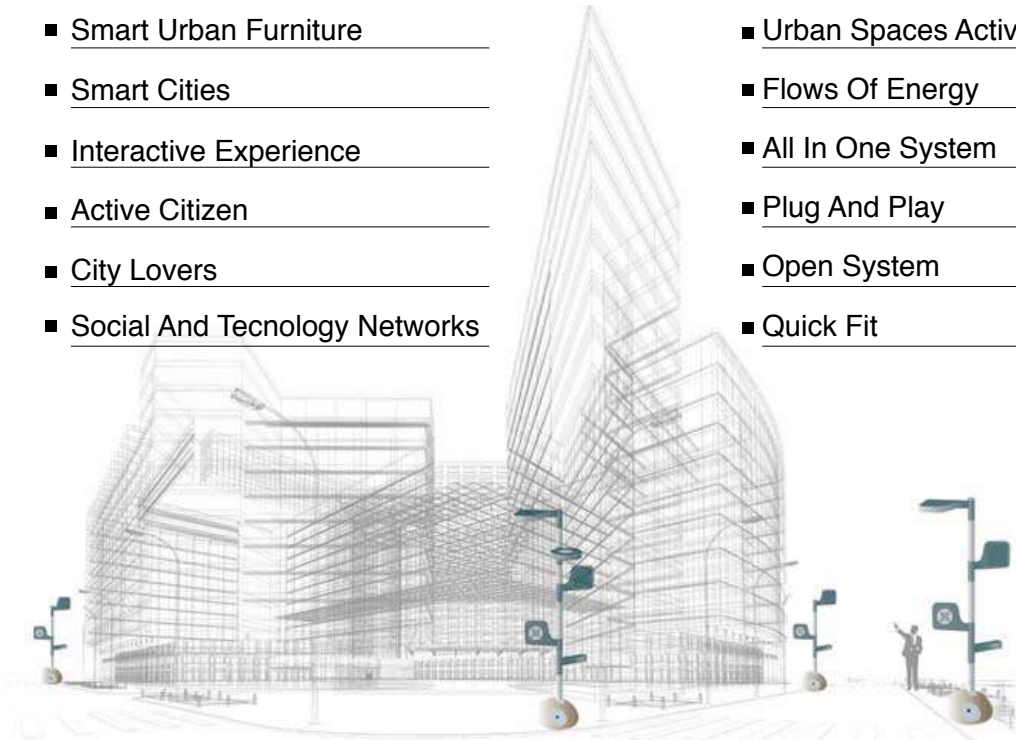 Smart Urban Furniture
Smart Cities
Interactive Experience
Active Citizen
City Lovers
Social And Tecnology Networks
Urban Spaces Activ
Flows Of Energy
All In One System
Plug And Play
Open System
Quick Fit